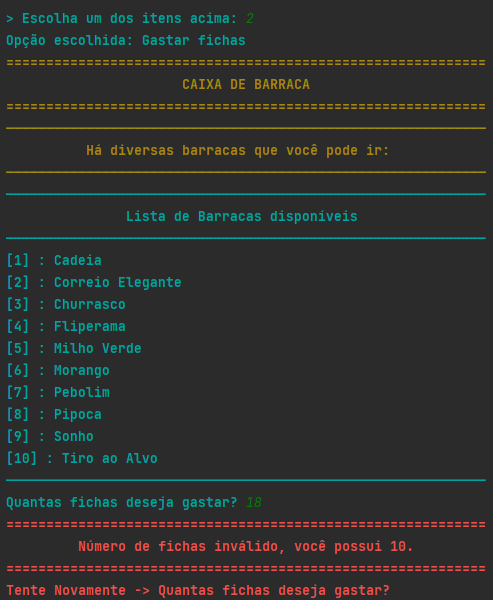 > Escolha um dos itens acima: 2
Opção escolhida: Gastar fichas
============================================================
CAIXA DE BARRACA
============================================================
Há diversas barracas que você pode ir:
Lista de Barracas disponiveis
[1] : Cadeia
[2] : Correio Elegante
[3] : Churrasco
[4] : Fliperama
[5] : Milho Verde
[6] : Morango
[7] : Pebolim
[8] : Pipoca
[9] : Sonho
[10] : Tiro ao Alvo
Quantas fichas deseja gastar? 18
============================================================
Número de fichas inválido, você possui 10.
============================================================
Tente Novamente -> Quantas fichas deseja gastar?